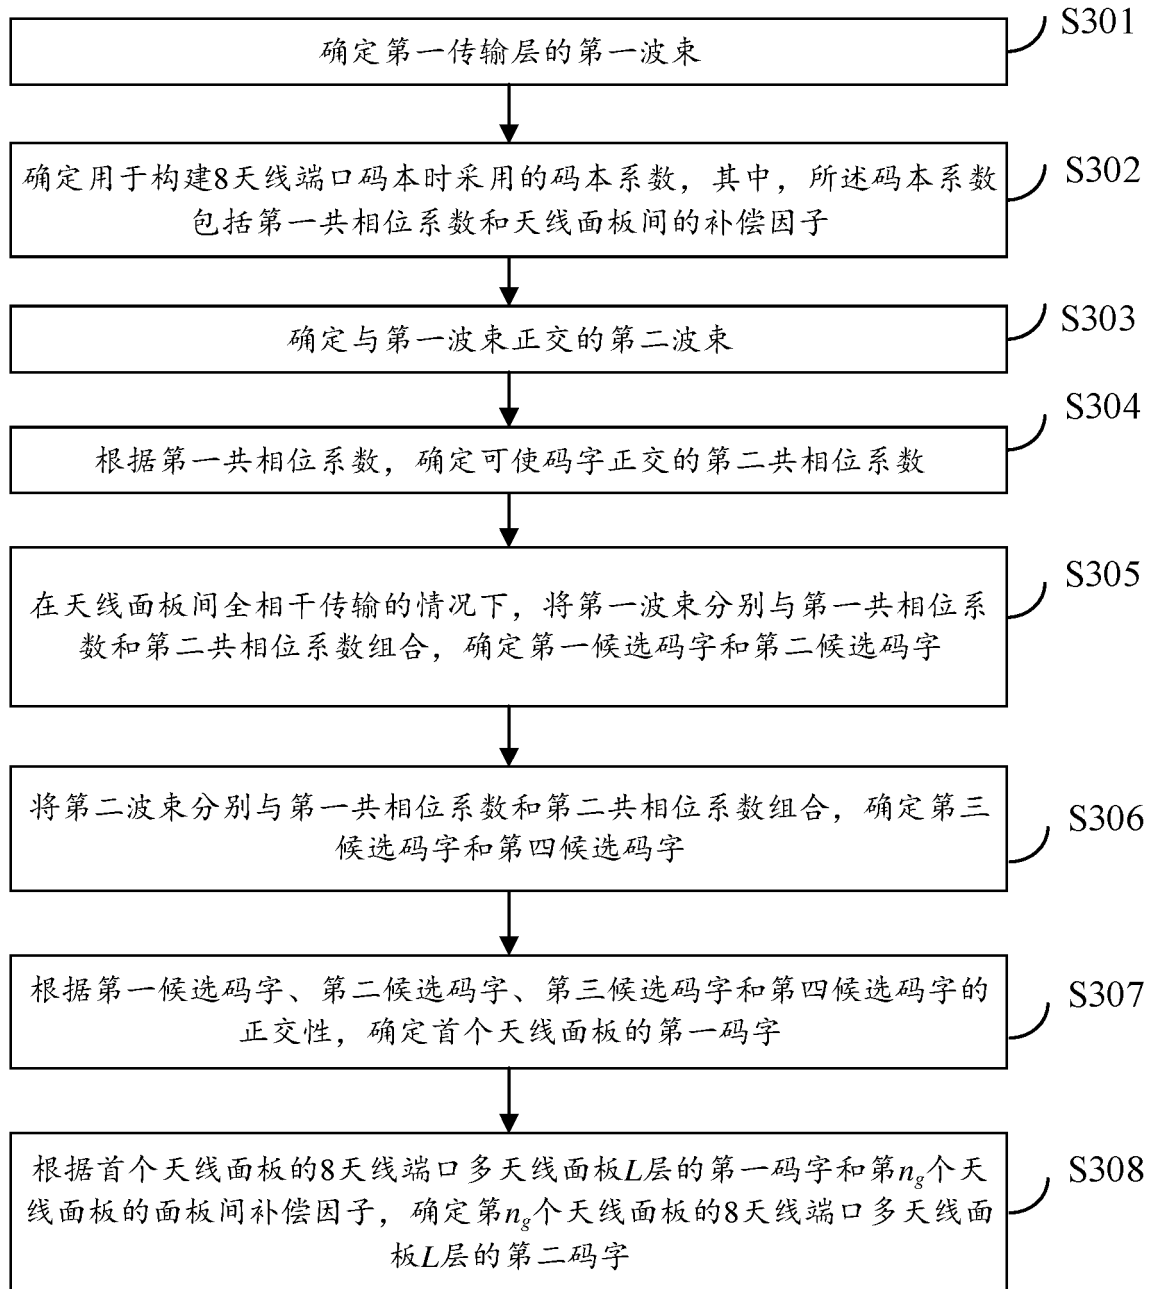 S301
确定第一传输层的第一波束
S302
确定用于构建8天线端口码本时采用的码本系数，其中，所述码本系数
包括第一共相位系数和天线面板间的补偿因子
S303
确定与第一波束正交的第二波束
S304
根据第一共相位系数，确定可使码字正交的第二共相位系数
S305
在天线面板间全相干传输的情况下，将第一波束分别与第一共相位系
数和第二共相位系数组合，确定第一候选码字和第二候选码字
S306
将第二波束分别与第一共相位系数和第二共相位系数组合，确定第三
候选码字和第四候选码字
S307
根据第一候选码字、第二候选码字、第三候选码字和第四候选码字的
正交性，确定首个天线面板的第一码字
S308
根据首个天线面板的8天线端口多天线面板L层的第一码字和第n_g个天
线面板的面板间补偿因子，确定第n_g个天线面板的8天线端口多天线面
板L层的第二码字